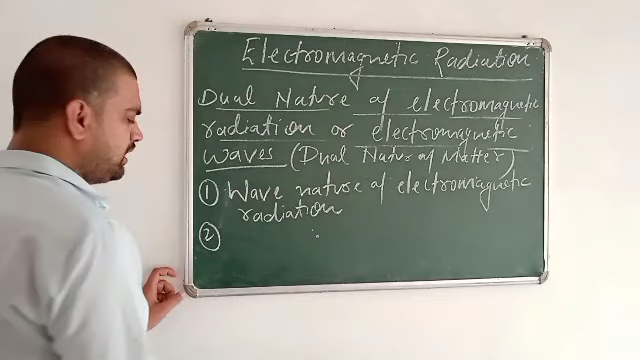 Electromagnetic Radiation
Dual Nature of electromagnetic
radiation or electromagnetic
waves (Dual Nature of Matter)
① Wave nature of electromagnetic
radiation
②